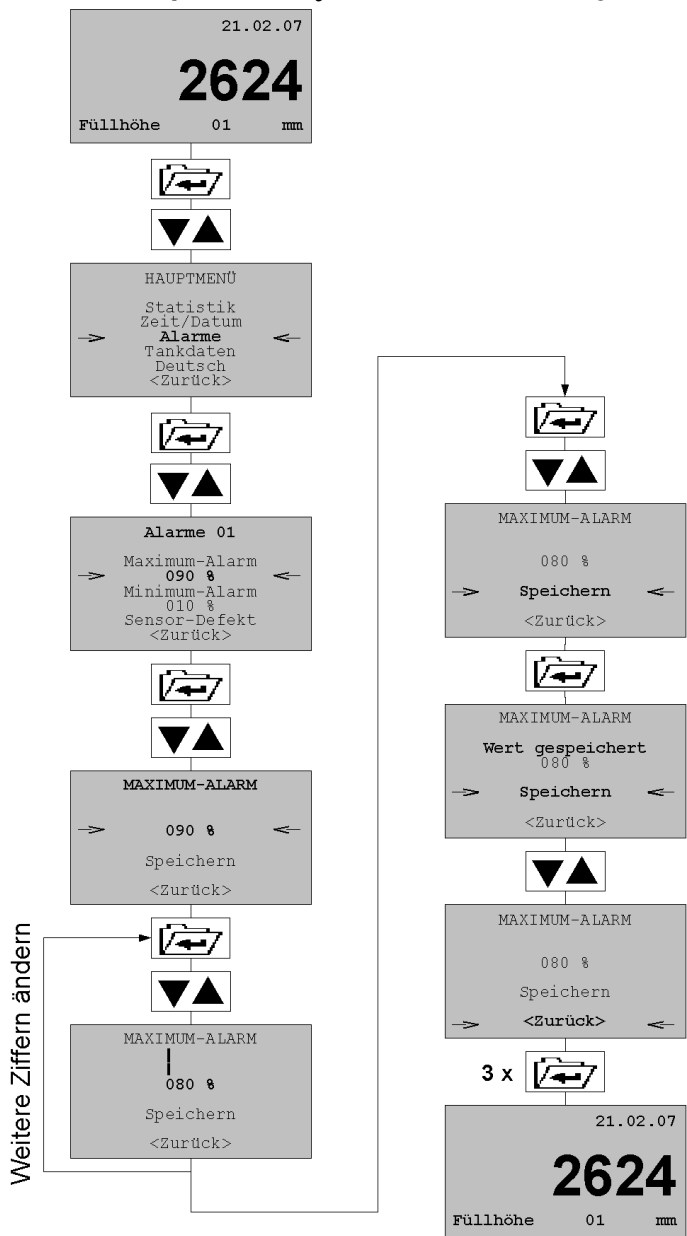 21.02.07
2624
Füllhöhe 01 mm
HAUPTMENÜ
Statistik
Zeit/Datum
Alarme
Tankdaten
Deutsch
<Zurück>
Alarme 01
Maximum-Alarm
090 %
Minimum-Alarm
010 %
Sensor-Defekt
<Zurück>
MAXIMUM-ALARM
090 %
Speichern
<Zurück>
Weitere Ziffern ändern
MAXIMUM-ALARM
080 %
Speichern
<Zurück>
MAXIMUM-ALARM
080 %
Speichern
<Zurück>
MAXIMUM-ALARM
Wert gespeichert
080 %
Speichern
<Zurück>
MAXIMUM-ALARM
080 %
Speichern
<Zurück>
3 x
21.02.07
2624
Füllhöhe 01 mm